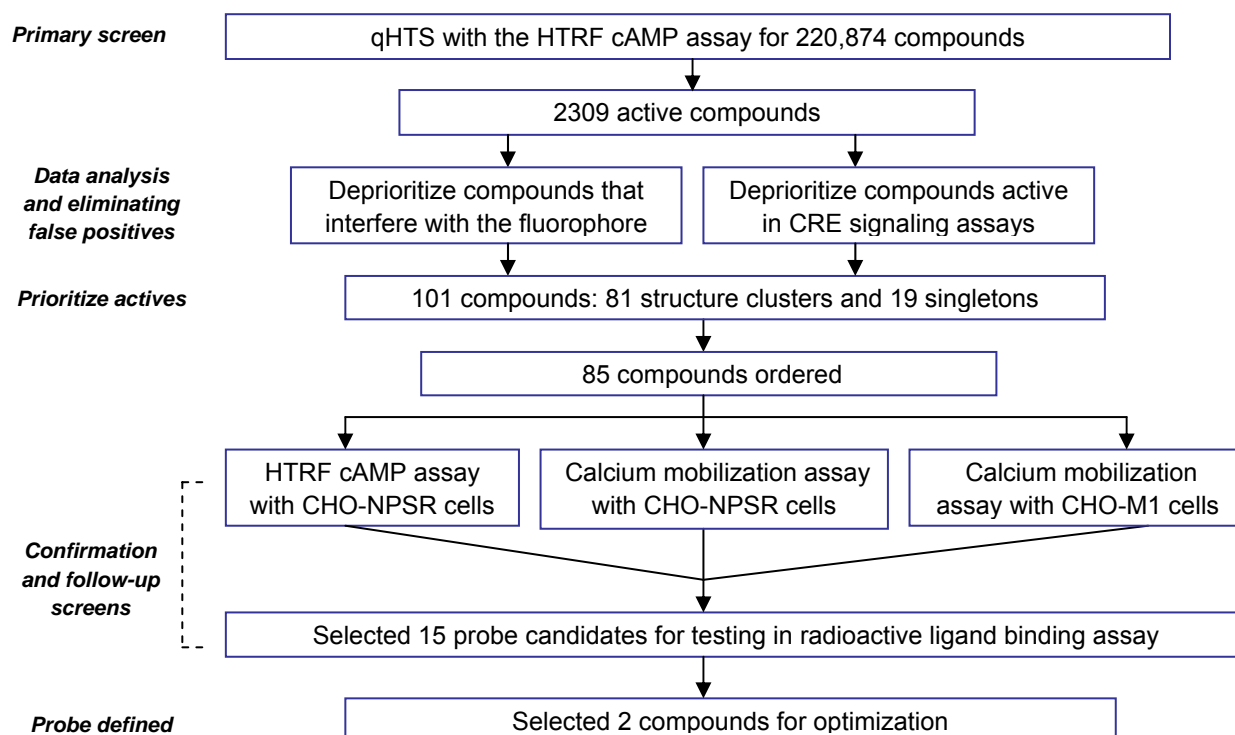 Primary screen
qHTS with the HTRF cAMP assay for 220,874 compounds
2309 active compounds
Data analysis
and eliminating
false positives
Deprioritize compounds that
interfere with the fluorophore
Deprioritize compounds active
in CRE signaling assays
Prioritize actives
101 compounds: 81 structure clusters and 19 singletons
85 compounds ordered
HTRF cAMP assay
with CHO-NPSR cells
Calcium mobilization assay
with CHO-NPSR cells
Calcium mobilization
assay with CHO-M1 cells
Confirmation
and follow-up
screens
Selected 15 probe candidates for testing in radioactive ligand binding assay
Probe defined
Selected 2 compounds for optimization